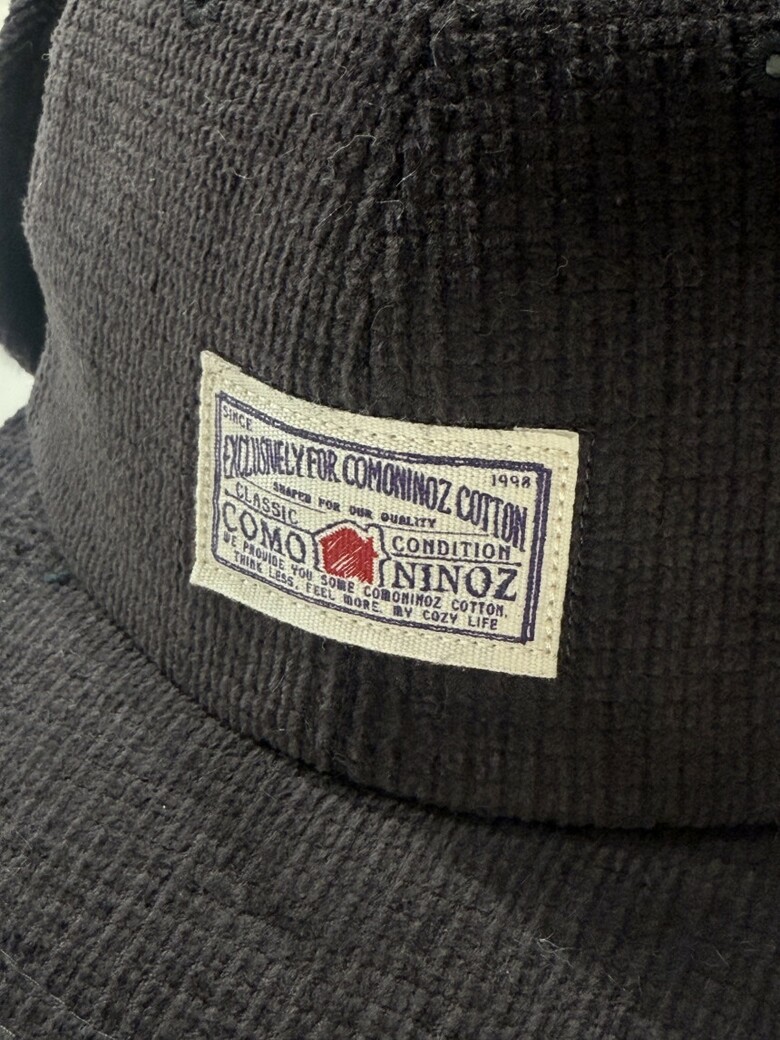 SINCE 1998
EXCLUSIVELY FOR COMONINOZ COTTON
SHAPED FOR OUR QUALITY
CLASSIC CONDITION
COMO NINOZ
WE PROVIDE YOU SOME COMONINOZ COTTON.
THINK LESS. FEEL MORE. MY COZY LIFE